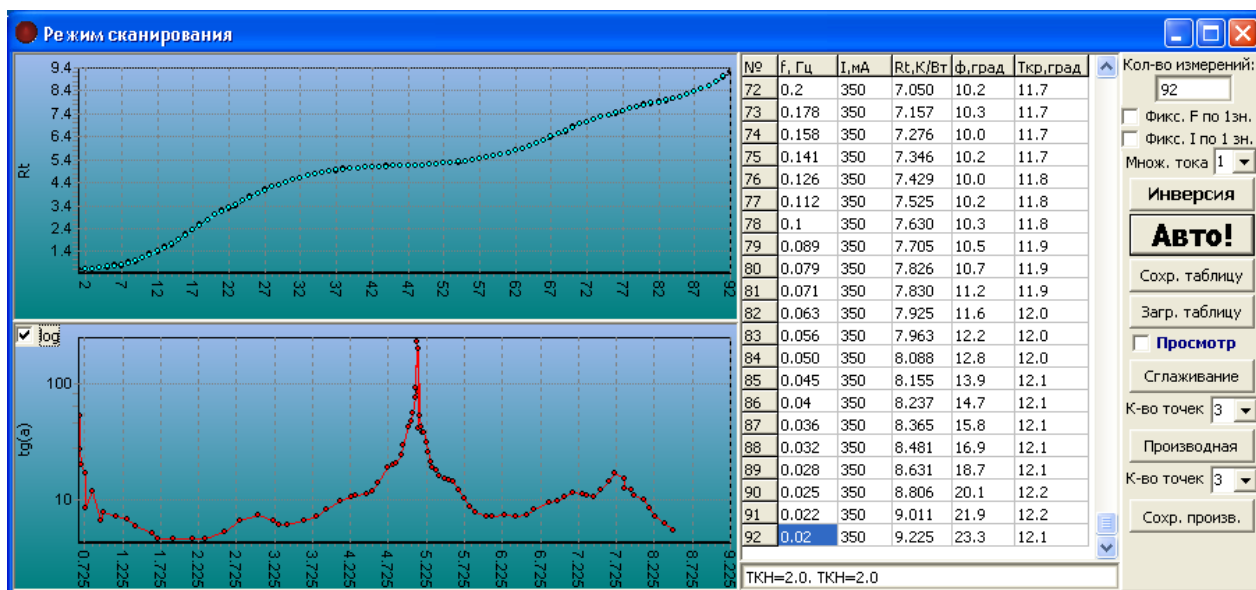 Режим сканирования
9.4
8.4
7.4
6.4
5.4
4.4
3.4
2.4
1.4
Rt
2 7 12 17 22 27 32 37 42 47 52 57 62 67 72 77 82 87 92
log
100
10
tg(a)
0.725 1.225 1.725 2.225 2.725 3.225 3.725 4.225 4.725 5.225 5.725 6.225 6.725 7.225 7.725 8.225 8.725 9.225
№ f, Гц I,мА Rt,К/Вт ф,град Ткр,град
72 0.2 350 7.050 10.2 11.7
73 0.178 350 7.157 10.3 11.7
74 0.158 350 7.276 10.0 11.7
75 0.141 350 7.346 10.2 11.7
76 0.126 350 7.429 10.0 11.8
77 0.112 350 7.525 10.2 11.8
78 0.1 350 7.630 10.3 11.8
79 0.089 350 7.705 10.5 11.9
80 0.079 350 7.826 10.7 11.9
81 0.071 350 7.830 11.2 11.9
82 0.063 350 7.925 11.6 12.0
83 0.056 350 7.963 12.2 12.0
84 0.050 350 8.088 12.8 12.0
85 0.045 350 8.155 13.9 12.1
86 0.04 350 8.237 14.7 12.1
87 0.036 350 8.365 15.8 12.1
88 0.032 350 8.481 16.9 12.1
89 0.028 350 8.631 18.7 12.1
90 0.025 350 8.806 20.1 12.2
91 0.022 350 9.011 21.9 12.2
92 0.02 350 9.225 23.3 12.1
ТКН=2.0. ТКН=2.0
Кол-во измерений:
92
Фикс. F по 1зн.
Фикс. I по 1 зн.
Множ. тока 1
Инверсия
Авто!
Сохр. таблицу
Загр. таблицу
Просмотр
Сглаживание
К-во точек 3
Производная
К-во точек 3
Сохр. произв.